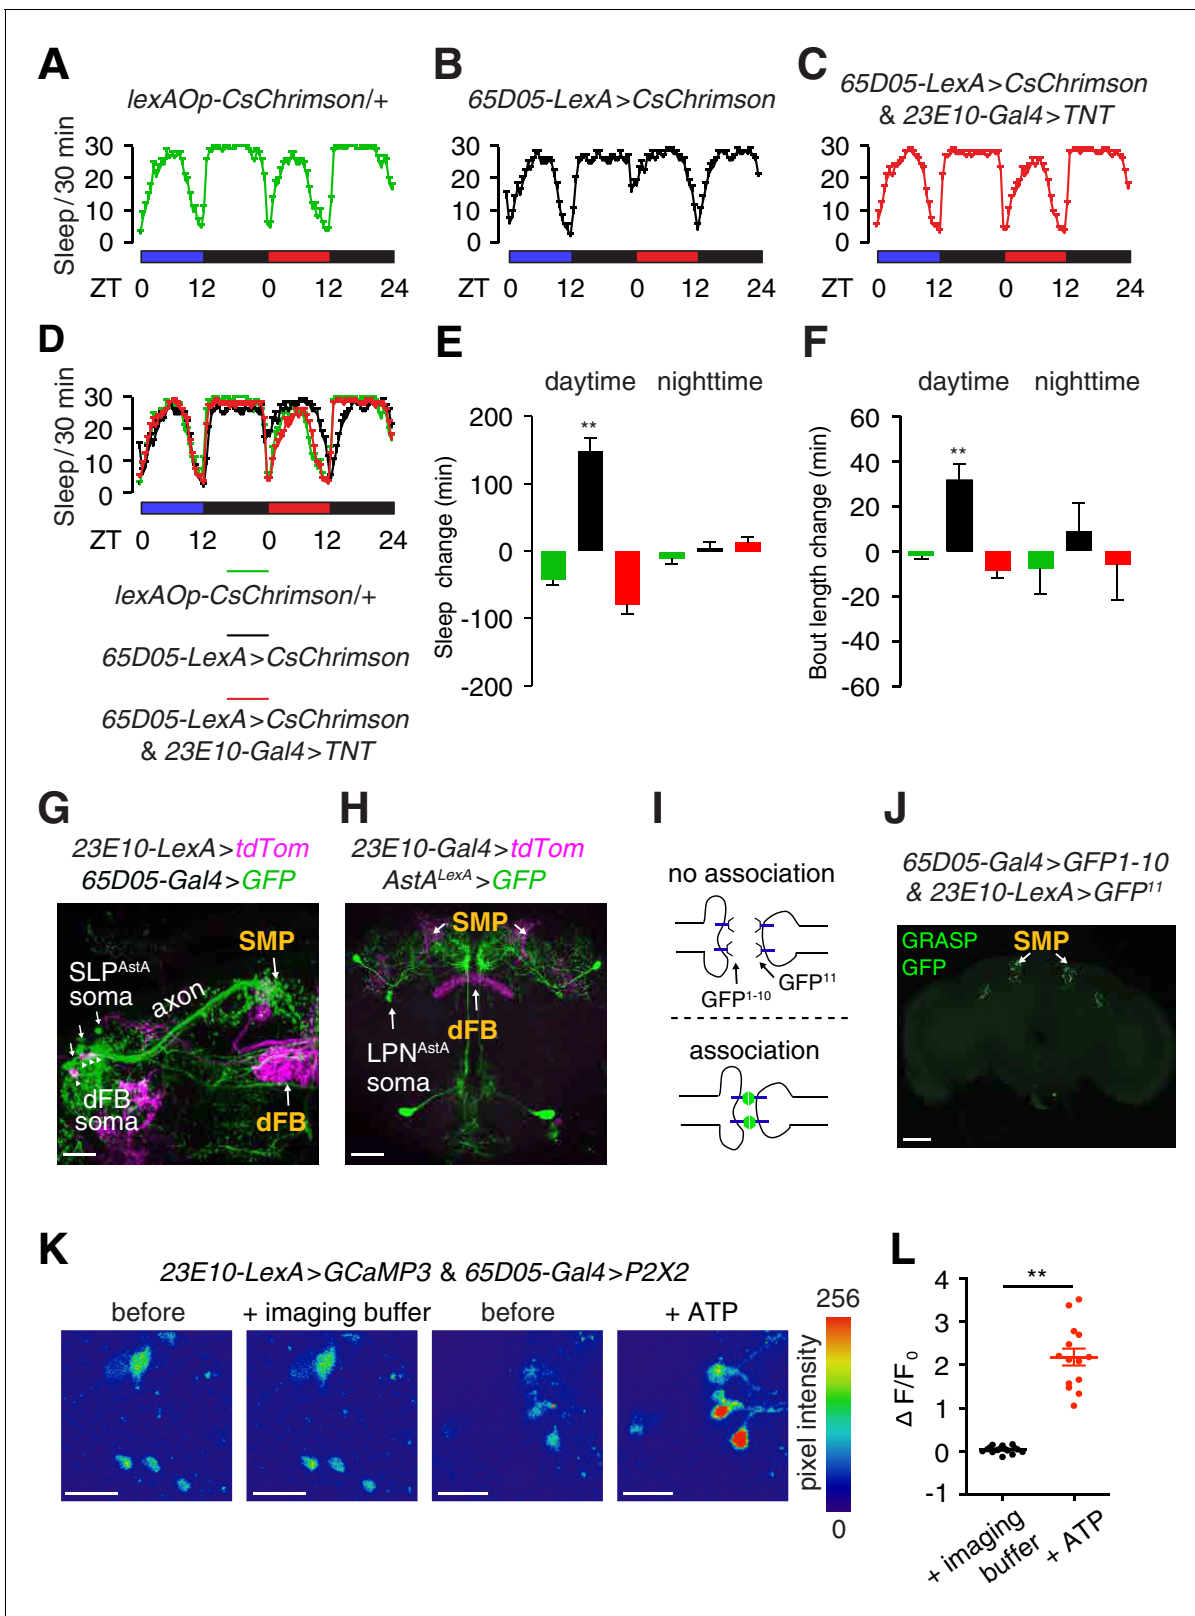 A
lexAOp-CsChrimson/+
Sleep / 30 min
30
20
10
0
ZT 0 12 0 12 24
B
65D05-LexA>CsChrimson
30
20
10
0
0 12 0 12 24
C
65D05-LexA>CsChrimson
& 23E10-Gal4>TNT
30
20
10
0
0 12 0 12 24
D
Sleep / 30 min
30
20
10
0
ZT 0 12 0 12 24
lexAOp-CsChrimson/+
65D05-LexA>CsChrimson
65D05-LexA>CsChrimson
& 23E10-Gal4>TNT
E
daytime nighttime
Sleep change (min)
200
100
0
-100
-200
**
F
daytime nighttime
Bout length change (min)
60
40
20
0
-20
-40
-60
**
G
23E10-LexA>tdTom
65D05-Gal4>GFP
SMP
SLP^AstA
soma
axon
dFB
soma
dFB
H
23E10-Gal4>tdTom
AstA^LexA>GFP
SMP
dFB
LPN^AstA
soma
I
no association
GFP^1-10
GFP^11
association
J
65D05-Gal4>GFP1-10
& 23E10-LexA>GFP^11
GRASP
GFP
SMP
K
23E10-LexA>GCaMP3 & 65D05-Gal4>P2X2
before + imaging buffer before + ATP
256
pixel intensity
0
L
**
Δ F/F₀
4
3
2
1
0
-1
+ imaging
buffer
+ ATP